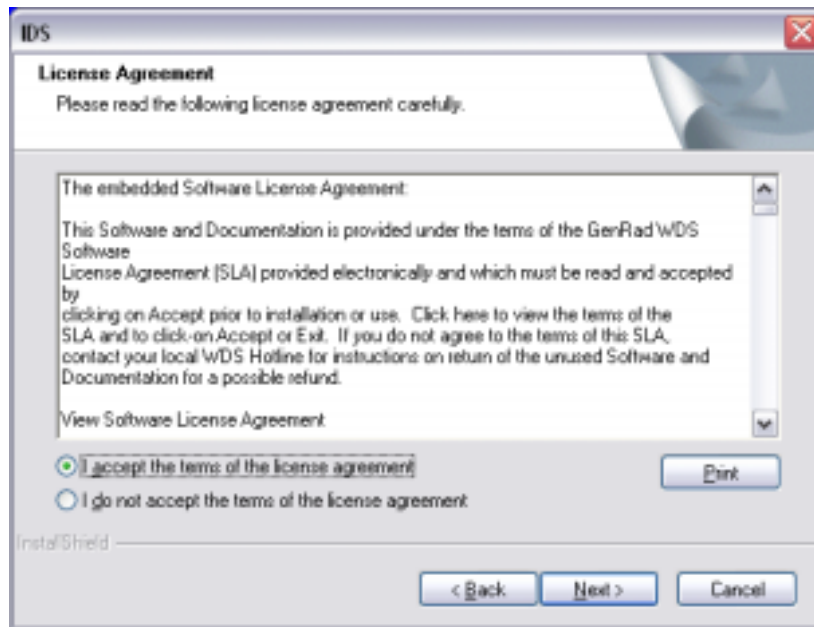 IDS
License Agreement
Please read the following license agreement carefully.
The embedded Software License Agreement:
This Software and Documentation is provided under the terms of the GenRad WDS
Software
License Agreement (SLA) provided electronically and which must be read and accepted
by
clicking on Accept prior to installation or use. Click here to view the terms of the
SLA and to click-on Accept or Exit. If you do not agree to the terms of this SLA,
contact your local WDS Hotline for instructions on return of the unused Software and
Documentation for a possible refund.
View Software License Agreement
I accept the terms of the license agreement
Print
I do not accept the terms of the license agreement
InstallShield
< Back
Next >
Cancel